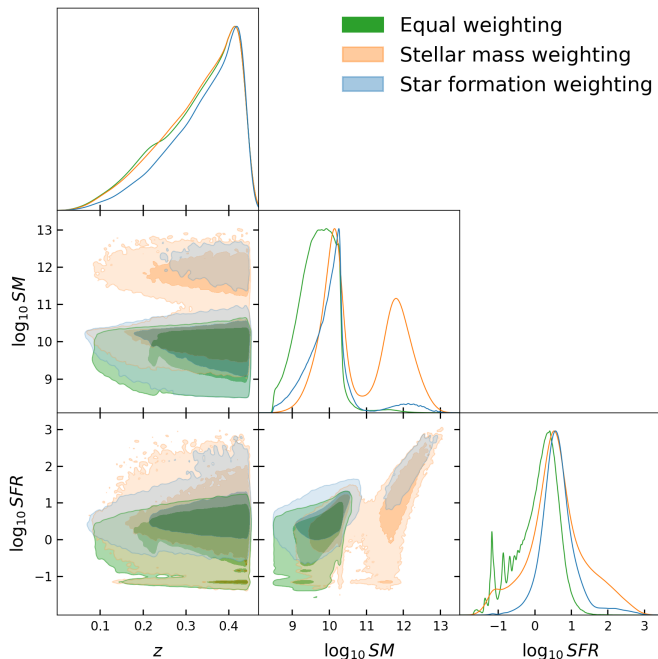 Equal weighting
Stellar mass weighting
Star formation weighting
13
12
11
10
9
log₁₀ SM
3
2
1
0
−1
log₁₀ SFR
0.1 0.2 0.3 0.4
z
9 10 11 12 13
log₁₀ SM
−1 0 1 2 3
log₁₀ SFR